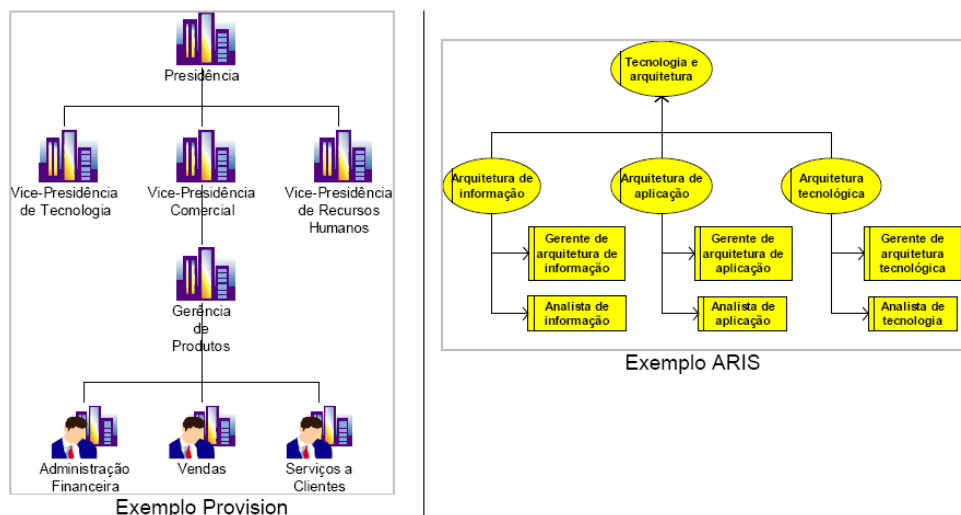 Presidência
Vice-Presidência
de Tecnologia
Vice-Presidência
Comercial
Vice-Presidência
de Recursos
Humanos
Gerência
de
Produtos
Administração
Financeira
Vendas
Serviços a
Clientes
Exemplo Provision
Tecnologia e
arquitetura
Arquitetura de
informação
Arquitetura de
aplicação
Arquitetura
tecnológica
Gerente de
arquitetura de
informação
Gerente de
arquitetura de
aplicação
Gerente de
arquitetura
tecnológica
Analista de
informação
Analista de
aplicação
Analista de
tecnologia
Exemplo ARIS